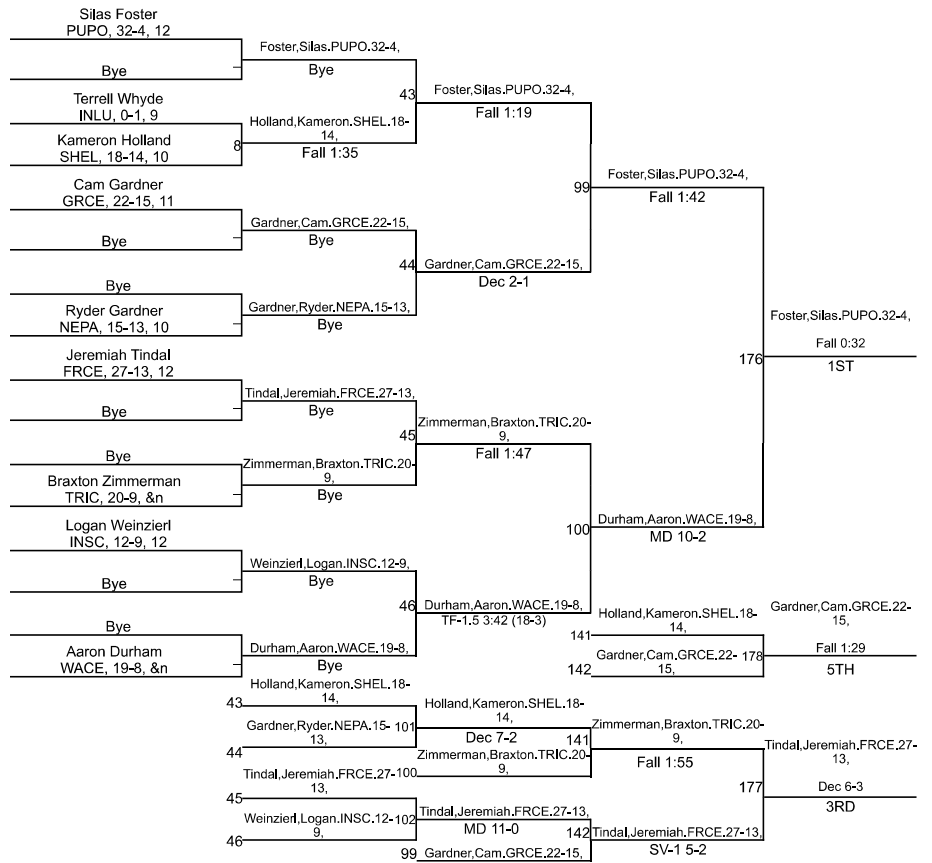 Silas Foster
PUPO, 32-4, 12
Foster,Silas.PUPO.32-4,
Bye
Bye
43
Foster,Silas.PUPO.32-4,
Fall 1:19
Terrell Whyde
INLU, 0-1, 9
8
Holland,Kameron.SHEL.18-
14,
Fall 1:35
Kameron Holland
SHEL, 18-14, 10
99
Foster,Silas.PUPO.32-4,
Fall 1:42
Cam Gardner
GRCE, 22-15, 11
Gardner,Cam.GRCE.22-15,
Bye
Bye
44
Gardner,Cam.GRCE.22-15,
Dec 2-1
Bye
Gardner,Ryder.NEPA.15-13,
Bye
Ryder Gardner
NEPA, 15-13, 10
176
Foster,Silas.PUPO.32-4,
Fall 0:32
1ST
Jeremiah Tindal
FRCE, 27-13, 12
Tindal,Jeremiah.FRCE.27-13,
Bye
Bye
45
Zimmerman,Braxton.TRIC.20-
9,
Fall 1:47
Bye
Zimmerman,Braxton.TRIC.20-
9,
Bye
Braxton Zimmerman
TRIC, 20-9, &n
100
Durham,Aaron.WACE.19-8,
MD 10-2
Logan Weinzierl
INSC, 12-9, 12
Weinzierl,Logan.INSC.12-9,
Bye
Bye
46
Durham,Aaron.WACE.19-8,
TF-1.5 3:42 (18-3)
Bye
Durham,Aaron.WACE.19-8,
Bye
Aaron Durham
WACE, 19-8, &n
141
Holland,Kameron.SHEL.18-
14,
142
Gardner,Cam.GRCE.22-
15,
178
Gardner,Cam.GRCE.22-
15,
Fall 1:29
5TH
43
Holland,Kameron.SHEL.18-
14,
44
Gardner,Ryder.NEPA.15-
13,
101
Holland,Kameron.SHEL.18-
14,
Dec 7-2
100
Zimmerman,Braxton.TRIC.20-
9,
141
Zimmerman,Braxton.TRIC.20-
9,
Fall 1:55
45
Tindal,Jeremiah.FRCE.27-
13,
46
Weinzierl,Logan.INSC.12-
9,
102
Tindal,Jeremiah.FRCE.27-13,
MD 11-0
99
Gardner,Cam.GRCE.22-15,
142
Tindal,Jeremiah.FRCE.27-13,
SV-1 5-2
177
Tindal,Jeremiah.FRCE.27-
13,
Dec 6-3
3RD